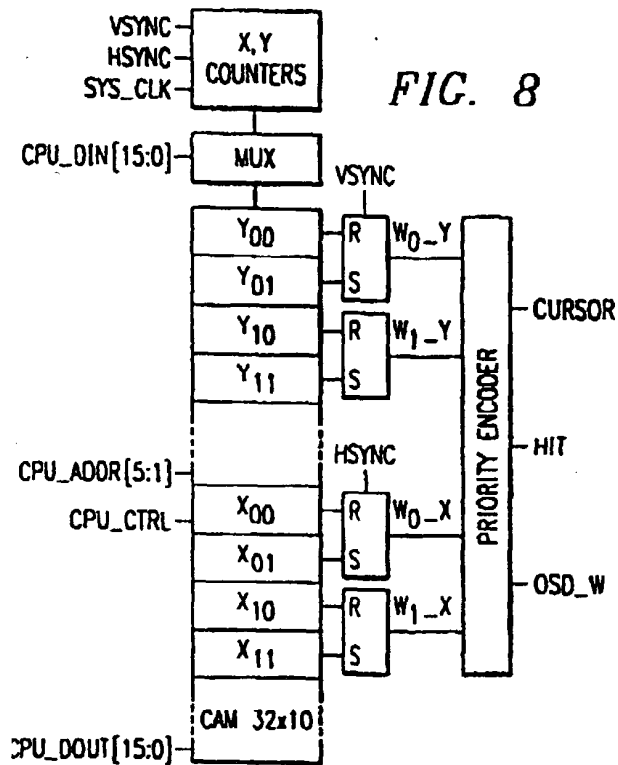 VSYNC
HSYNC
SYS_CLK
X,Y
COUNTERS
FIG. 8
CPU_DIN[15:0]
MUX
VSYNC
Y00
R
W0_Y
Y01
S
CURSOR
Y10
R
W1_Y
Y11
S
PRIORITY ENCODER
HIT
HSYNC
CPU_ADDR[5:1]
X00
R
W0_X
CPU_CTRL
X01
S
OSD_W
X10
R
W1_X
X11
S
CAM 32x10
CPU_DOUT[15:0]